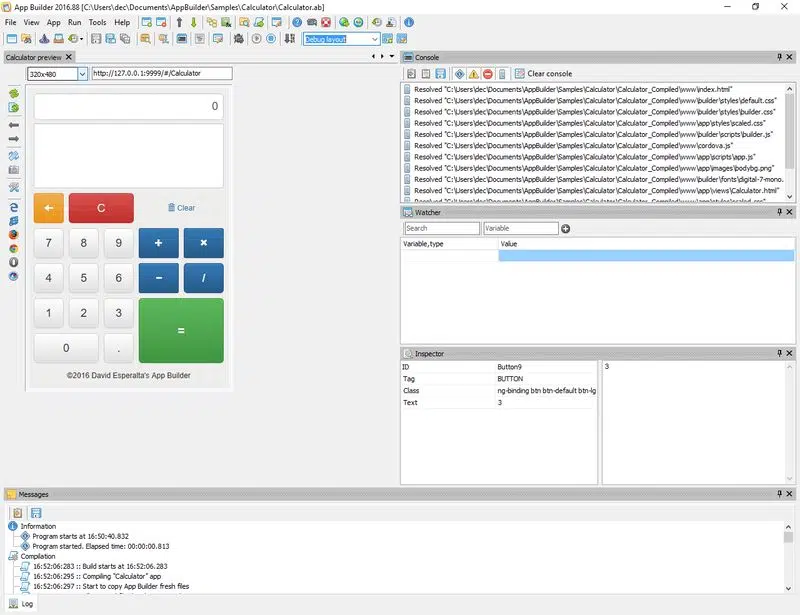 App Builder 2016.88 [C:\Users\dec\Documents\AppBuilder\Samples\Calculator\Calculator.ab]
File View App Run Tools Help
Debug layout
Calculator preview
320x480 http://127.0.0.1:9999/#/Calculator
0
C Clear
7 8 9 + ×
4 5 6 − /
1 2 3 =
0 .
©2016 David Esperalta's App Builder
Console
Clear console
Resolved "C:\Users\dec\Documents\AppBuilder\Samples\Calculator\Calculator_Compiled\www\index.html"
Resolved "C:\Users\dec\Documents\AppBuilder\Samples\Calculator\Calculator_Compiled\www\builder\styles\default.css"
Resolved "C:\Users\dec\Documents\AppBuilder\Samples\Calculator\Calculator_Compiled\www\builder\styles\builder.css"
Resolved "C:\Users\dec\Documents\AppBuilder\Samples\Calculator\Calculator_Compiled\www\app\styles\scaled.css"
Resolved "C:\Users\dec\Documents\AppBuilder\Samples\Calculator\Calculator_Compiled\www\builder\scripts\builder.js"
Resolved "C:\Users\dec\Documents\AppBuilder\Samples\Calculator\Calculator_Compiled\www\cordova.js"
Resolved "C:\Users\dec\Documents\AppBuilder\Samples\Calculator\Calculator_Compiled\www\app\scripts\app.js"
Resolved "C:\Users\dec\Documents\AppBuilder\Samples\Calculator\Calculator_Compiled\www\app\images\bodybg.png"
Resolved "C:\Users\dec\Documents\AppBuilder\Samples\Calculator\Calculator_Compiled\www\builder\fonts\digital-7-mono.
Resolved "C:\Users\dec\Documents\AppBuilder\Samples\Calculator\Calculator_Compiled\www\app\views\Calculator.html"
Resolved "C:\Users\dec\Documents\AppBuilder\Samples\Calculator\Calculator_Compiled\www\app\styles\scaled.css"
Watcher
Search Variable
Variable,type Value
Inspector
ID Button9
Tag BUTTON
Class ng-binding btn btn-default btn-lg
Text 3
3
Messages
Information
Program starts at 16:50:40.832
Program started. Elapsed time: 00:00:00.813
Compilation
16:52:06:283 :: Build starts at 16:52:06.283
16:52:06:295 :: Compiling "Calculator" app
16:52:06:297 :: Start to copy App Builder fresh files
Log